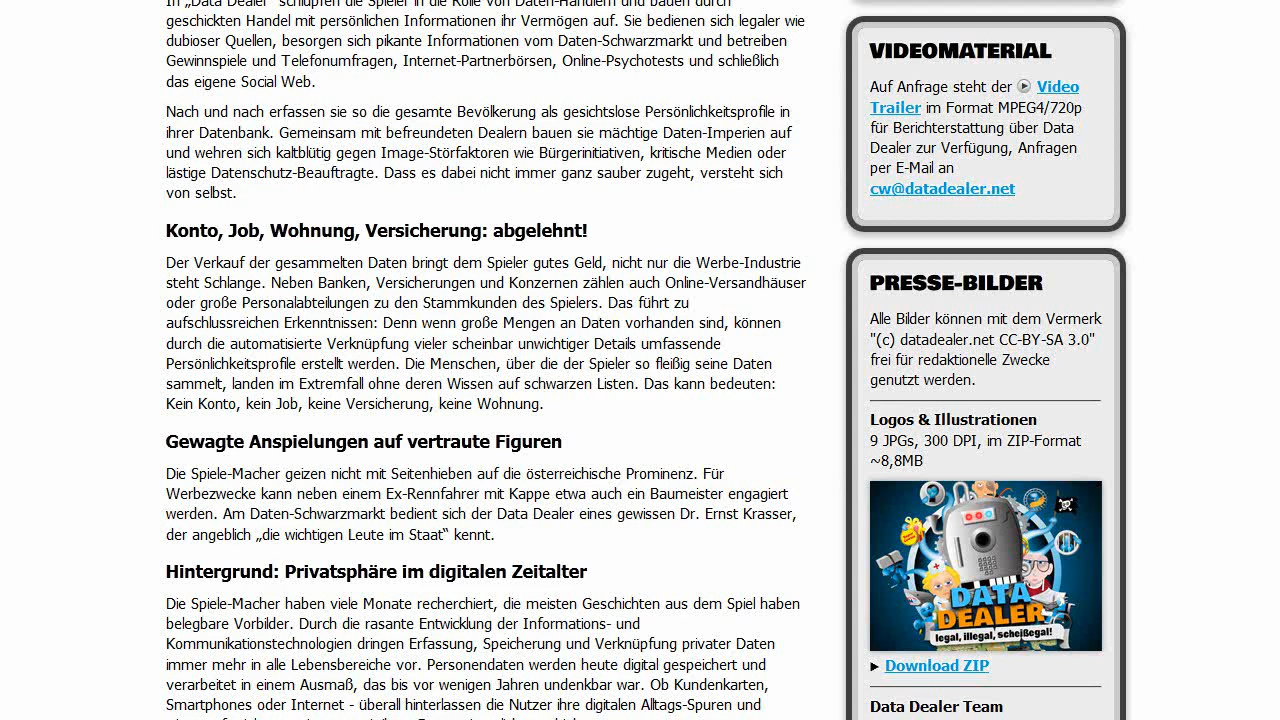 In „Data Dealer“ schlüpfen die Spieler in die Rolle von Daten-Händlern und bauen durch
geschickten Handel mit persönlichen Informationen ihr Vermögen auf. Sie bedienen sich legaler wie
dubioser Quellen, besorgen sich pikante Informationen vom Daten-Schwarzmarkt und betreiben
Gewinnspiele und Telefonumfragen, Internet-Partnerbörsen, Online-Psychotests und schließlich
das eigene Social Web.
Nach und nach erfassen sie so die gesamte Bevölkerung als gesichtslose Persönlichkeitsprofile in
ihrer Datenbank. Gemeinsam mit befreundeten Dealern bauen sie mächtige Daten-Imperien auf
und wehren sich kaltblütig gegen Image-Störfaktoren wie Bürgerinitiativen, kritische Medien oder
lästige Datenschutz-Beauftragte. Dass es dabei nicht immer ganz sauber zugeht, versteht sich
von selbst.
Konto, Job, Wohnung, Versicherung: abgelehnt!
Der Verkauf der gesammelten Daten bringt dem Spieler gutes Geld, nicht nur die Werbe-Industrie
steht Schlange. Neben Banken, Versicherungen und Konzernen zählen auch Online-Versandhäuser
oder große Personalabteilungen zu den Stammkunden des Spielers. Das führt zu
aufschlussreichen Erkenntnissen: Denn wenn große Mengen an Daten vorhanden sind, können
durch die automatisierte Verknüpfung vieler scheinbar unwichtiger Details umfassende
Persönlichkeitsprofile erstellt werden. Die Menschen, über die der Spieler so fleißig seine Daten
sammelt, landen im Extremfall ohne deren Wissen auf schwarzen Listen. Das kann bedeuten:
Kein Konto, kein Job, keine Versicherung, keine Wohnung.
Gewagte Anspielungen auf vertraute Figuren
Die Spiele-Macher geizen nicht mit Seitenhieben auf die österreichische Prominenz. Für
Werbezwecke kann neben einem Ex-Rennfahrer mit Kappe etwa auch ein Baumeister engagiert
werden. Am Daten-Schwarzmarkt bedient sich der Data Dealer eines gewissen Dr. Ernst Krasser,
der angeblich „die wichtigen Leute im Staat“ kennt.
Hintergrund: Privatsphäre im digitalen Zeitalter
Die Spiele-Macher haben viele Monate recherchiert, die meisten Geschichten aus dem Spiel haben
belegbare Vorbilder. Durch die rasante Entwicklung der Informations- und
Kommunikationstechnologien dringen Erfassung, Speicherung und Verknüpfung privater Daten
immer mehr in alle Lebensbereiche vor. Personendaten werden heute digital gespeichert und
verarbeitet in einem Ausmaß, das bis vor wenigen Jahren undenkbar war. Ob Kundenkarten,
Smartphones oder Internet - überall hinterlassen die Nutzer ihre digitalen Alltags-Spuren und
VIDEOMATERIAL
Auf Anfrage steht der Video
Trailer im Format MPEG4/720p
für Berichterstattung über Data
Dealer zur Verfügung, Anfragen
per E-Mail an
cw@datadealer.net
PRESSE-BILDER
Alle Bilder können mit dem Vermerk
"(c) datadealer.net CC-BY-SA 3.0"
frei für redaktionelle Zwecke
genutzt werden.
Logos & Illustrationen
9 JPGs, 300 DPI, im ZIP-Format
~8,8MB
DATA
DEALER
legal, illegal, scheißegal!
Download ZIP
Data Dealer Team